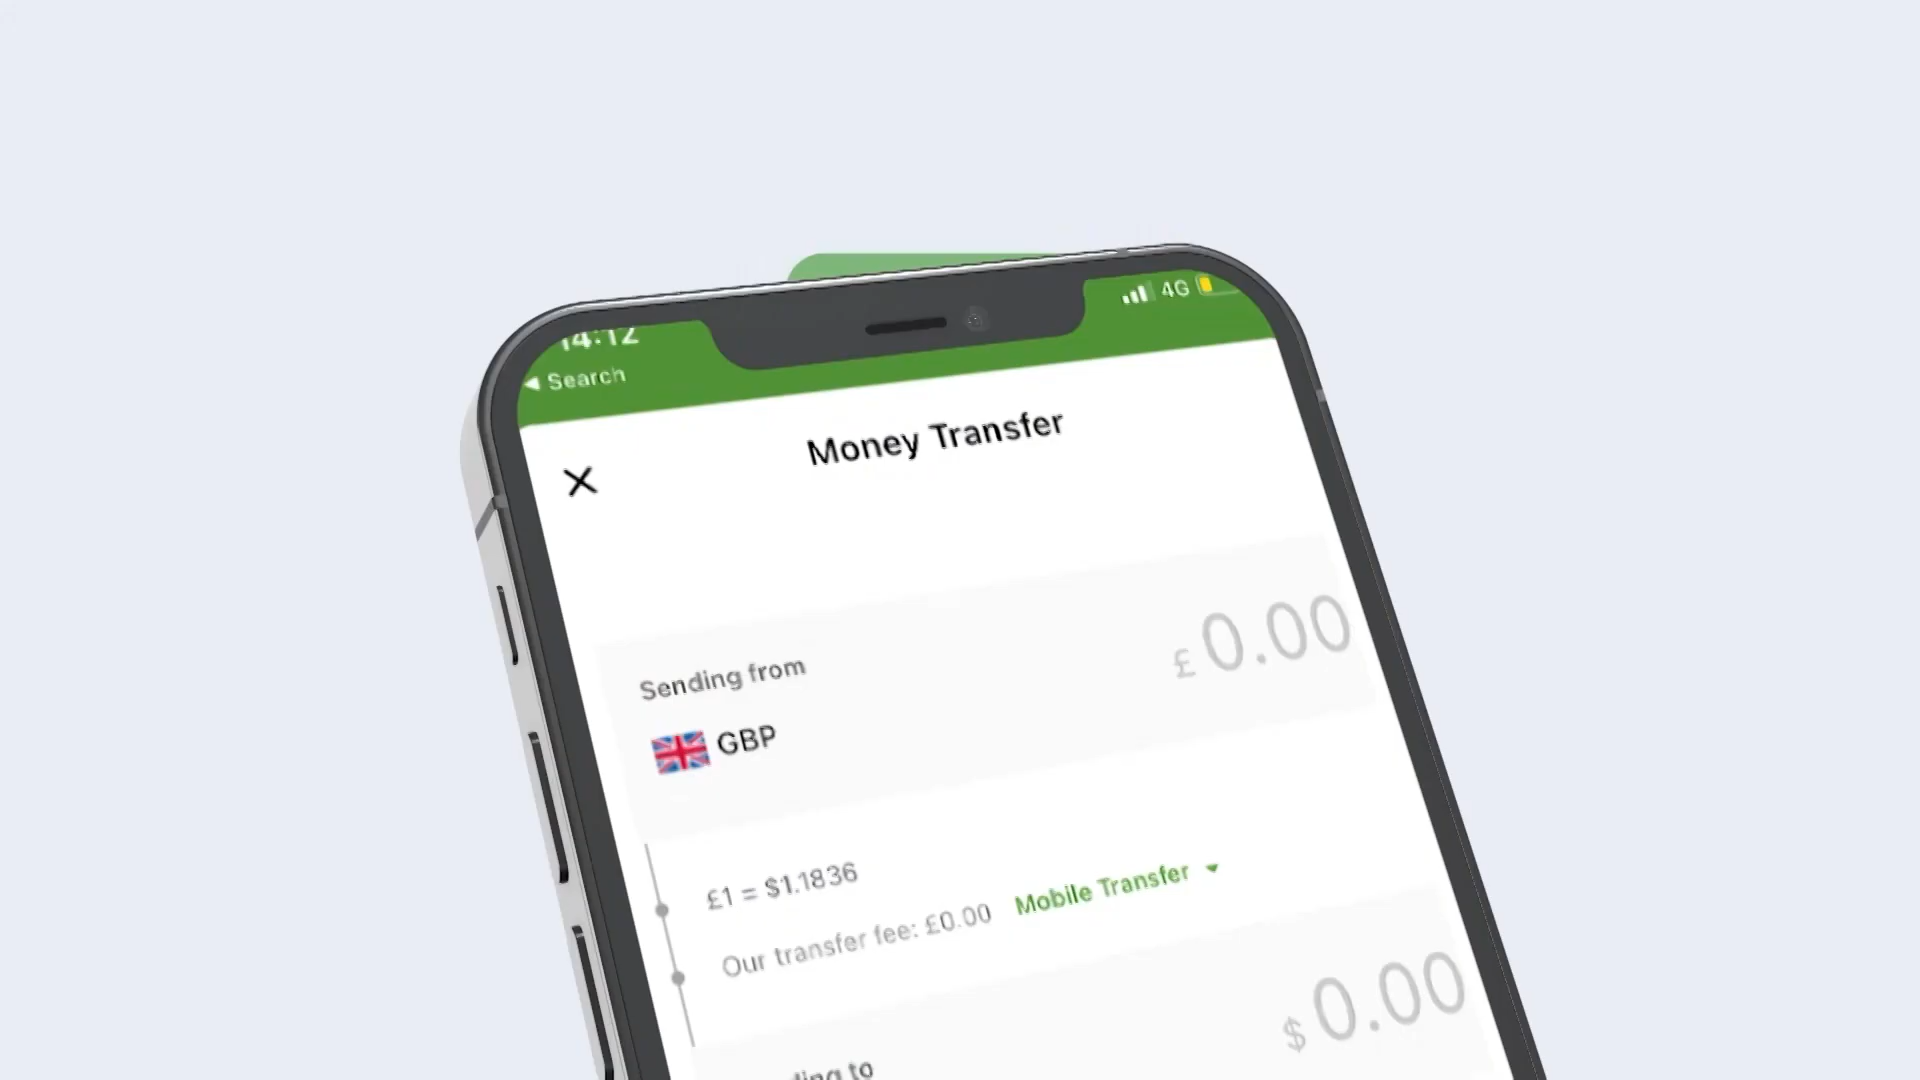 14:12
4G
◀ Search
Money Transfer
£ 0.00
Sending from
GBP
£1 = $1.1836
Our transfer fee: £0.00 Mobile Transfer
$ 0.00
to